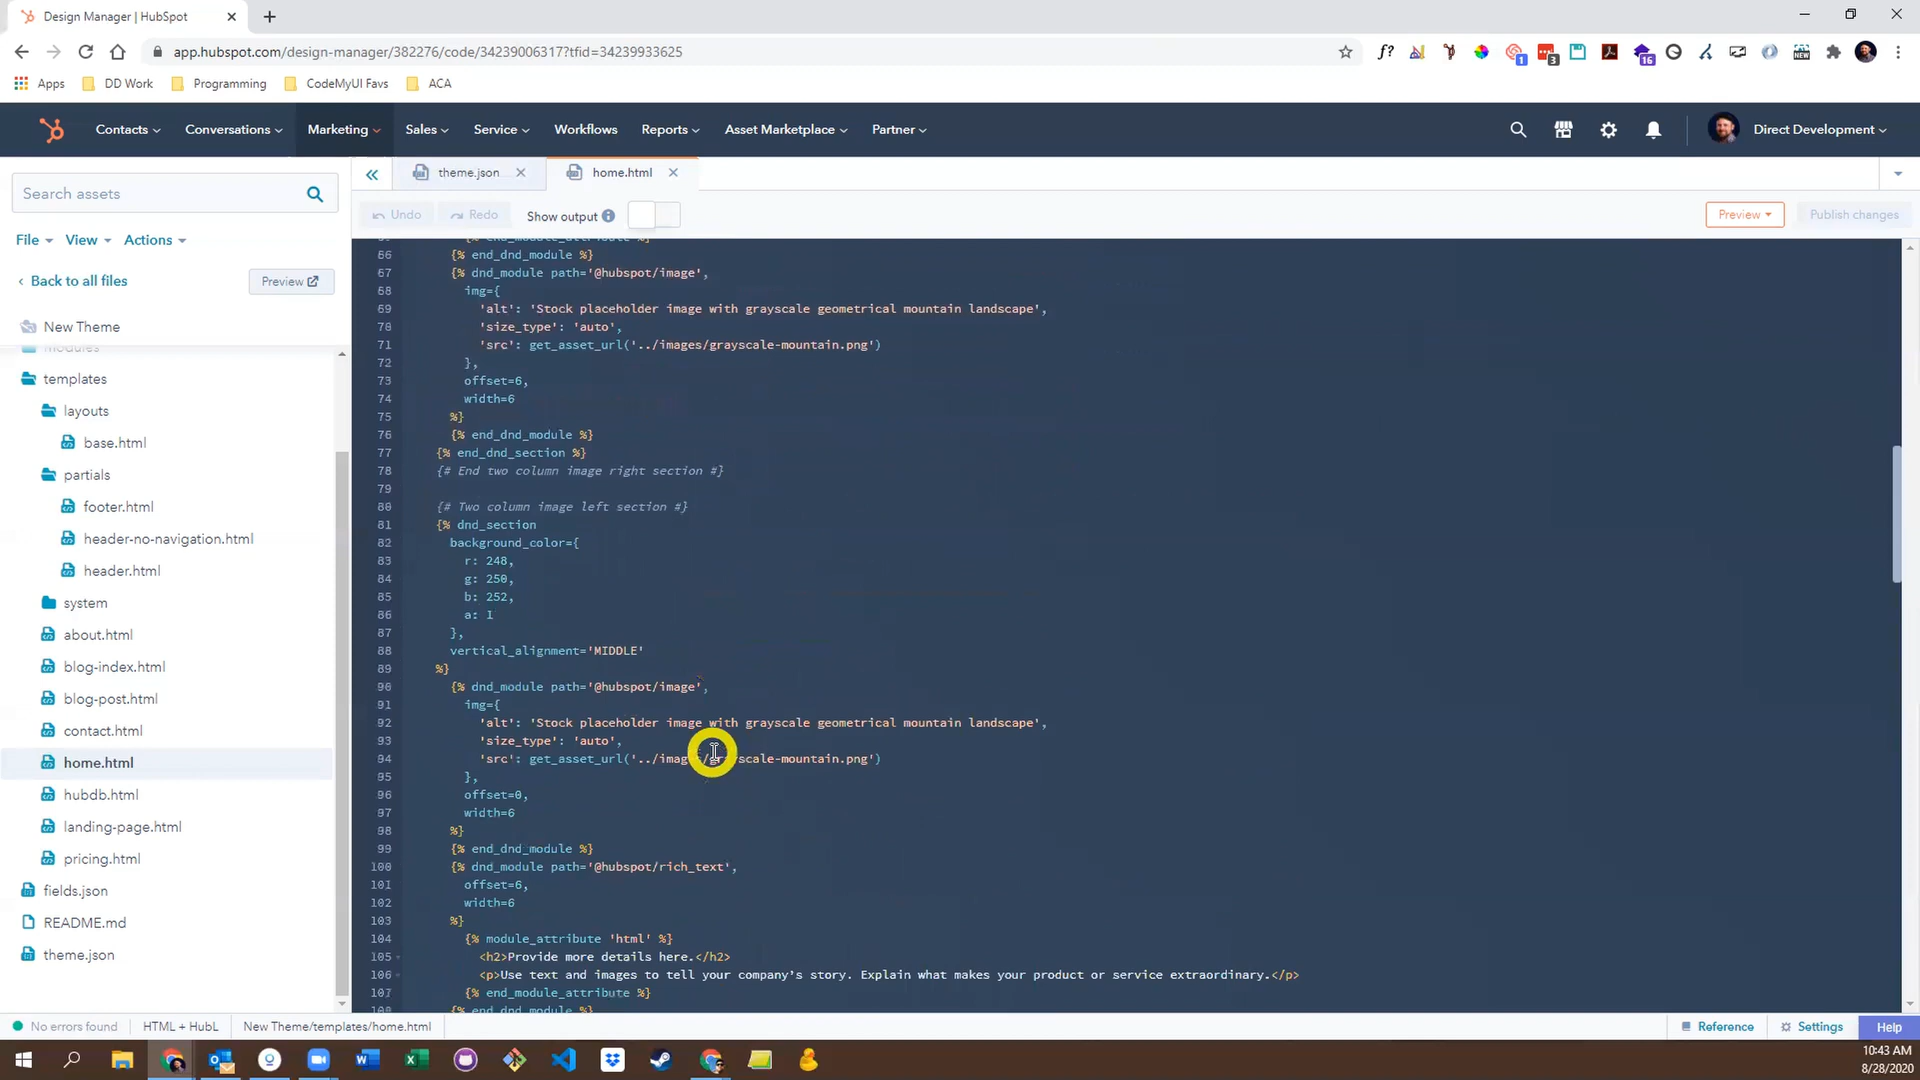 Design Manager | HubSpot
app.hubspot.com/design-manager/382276/code/34239006317?tfid=34239933625
f?
1
3
16
NEW
Apps
DD Work
Programming
CodeMyUI Favs
ACA
Contacts
Conversations
Marketing
Sales
Service
Workflows
Reports
Asset Marketplace
Partner
Direct Development
Search assets
theme.json
home.html
Undo
Redo
Show output
Preview
Publish changes
File
View
Actions
Back to all files
Preview
New Theme
modules
templates
layouts
base.html
partials
footer.html
header-no-navigation.html
header.html
system
about.html
blog-index.html
blog-post.html
contact.html
home.html
hubdb.html
landing-page.html
pricing.html
fields.json
README.md
theme.json
65 {% end_module_attribute %}
66 {% end_dnd_module %}
67 {% dnd_module path='@hubspot/image',
68 img={
69 'alt': 'Stock placeholder image with grayscale geometrical mountain landscape',
70 'size_type': 'auto',
71 'src': get_asset_url('../images/grayscale-mountain.png')
72 },
73 offset=6,
74 width=6
75 %}
76 {% end_dnd_module %}
77 {% end_dnd_section %}
78 {# End two column image right section #}
79
80 {# Two column image left section #}
81 {% dnd_section
82 background_color={
83 r: 248,
84 g: 250,
85 b: 252,
86 a: 1
87 },
88 vertical_alignment='MIDDLE'
89 %}
90 {% dnd_module path='@hubspot/image',
91 img={
92 'alt': 'Stock placeholder image with grayscale geometrical mountain landscape',
93 'size_type': 'auto',
94 'src': get_asset_url('../images/grayscale-mountain.png')
95 },
96 offset=0,
97 width=6
98 %}
99 {% end_dnd_module %}
100 {% dnd_module path='@hubspot/rich_text',
101 offset=6,
102 width=6
103 %}
104 {% module_attribute 'html' %}
105 <h2>Provide more details here.</h2>
106 <p>Use text and images to tell your company's story. Explain what makes your product or service extraordinary.</p>
107 {% end_module_attribute %}
108 {% end_dnd_module %}
No errors found
HTML + HubL
New Theme/templates/home.html
Reference
Settings
Help
10:43 AM
8/28/2020